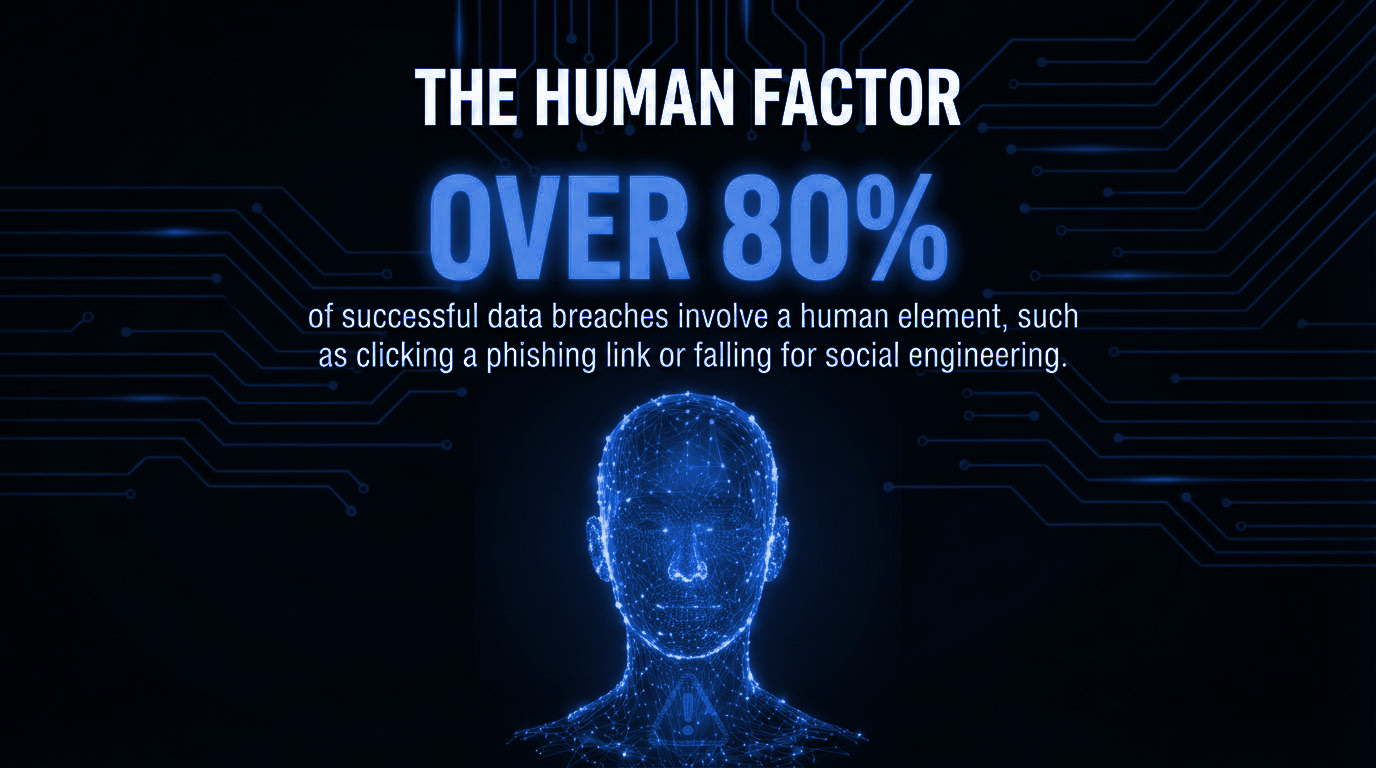 THE HUMAN FACTOR
OVER 80%
of successful data breaches involve a human element, such
as clicking a phishing link or falling for social engineering.